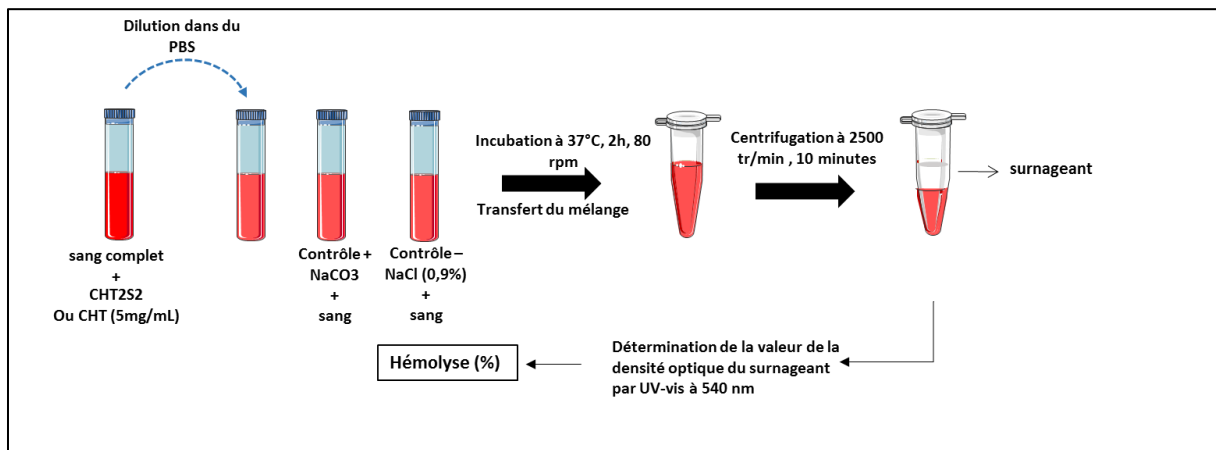 Dilution dans du
PBS
sang complet
+
CHT2S2
Ou CHT (5mg/mL)
Contrôle +
NaCO3
+
sang
Contrôle –
NaCl (0,9%)
+
sang
Incubation à 37°C, 2h, 80
rpm
Transfert du mélange
Centrifugation à 2500
tr/min , 10 minutes
surnageant
Détermination de la valeur de la
densité optique du surnageant
par UV-vis à 540 nm
Hémolyse (%)